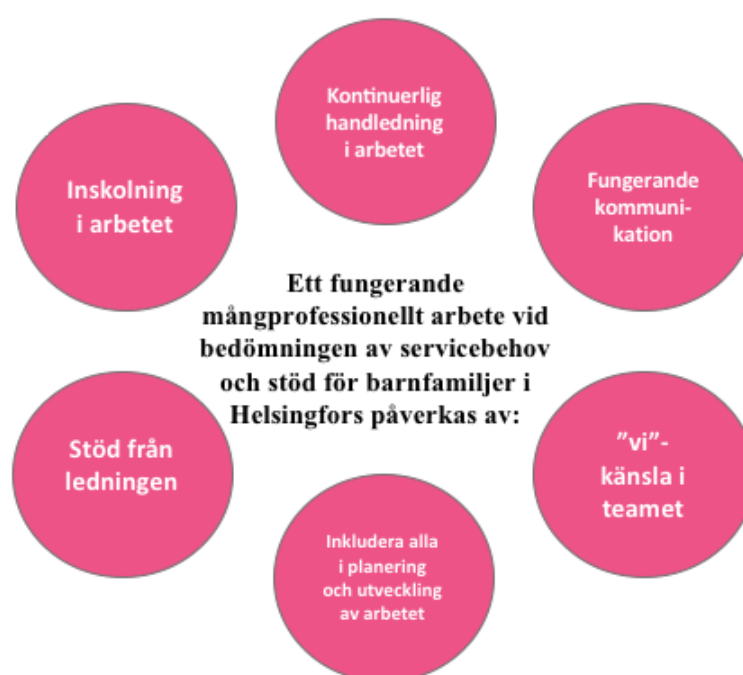 Kontinuerlig
handledning
i arbetet
Inskolning
i arbetet
Fungerande
kommuni-
kation
Ett fungerande
mångprofessionellt arbete vid
bedömningen av servicebehov
och stöd för barnfamiljer i
Helsingfors påverkas av:
Stöd från
ledningen
”vi”-
känsla i
teamet
Inkludera alla
i planering
och utveckling
av arbetet